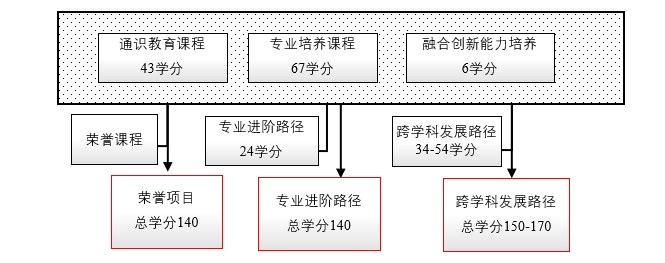 通识教育课程
43学分
专业培养课程
67学分
融合创新能力培养
6学分
荣誉课程
专业进阶路径
24学分
跨学科发展路径
34-54学分
荣誉项目
总学分140
专业进阶路径
总学分140
跨学科发展路径
总学分150-170